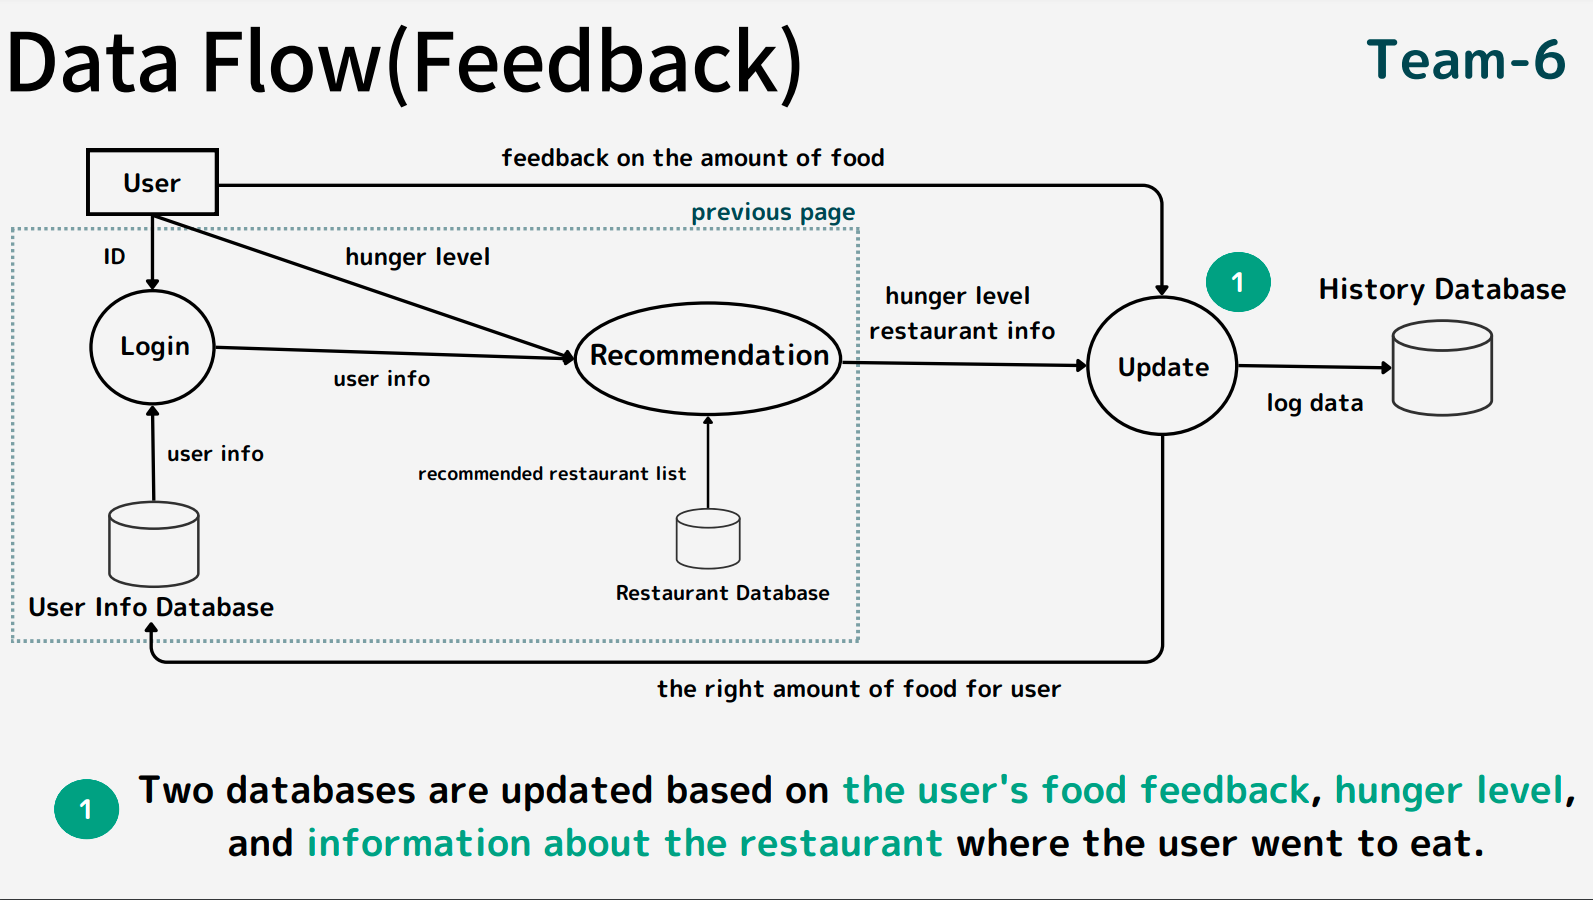 Data Flow(Feedback)
Team-6
feedback on the amount of food
User
previous page
ID
hunger level
hunger level
restaurant info
1
History Database
Login
Recommendation
Update
user info
log data
user info
recommended restaurant list
Restaurant Database
User Info Database
the right amount of food for user
1
Two databases are updated based on the user's food feedback, hunger level,
and information about the restaurant where the user went to eat.